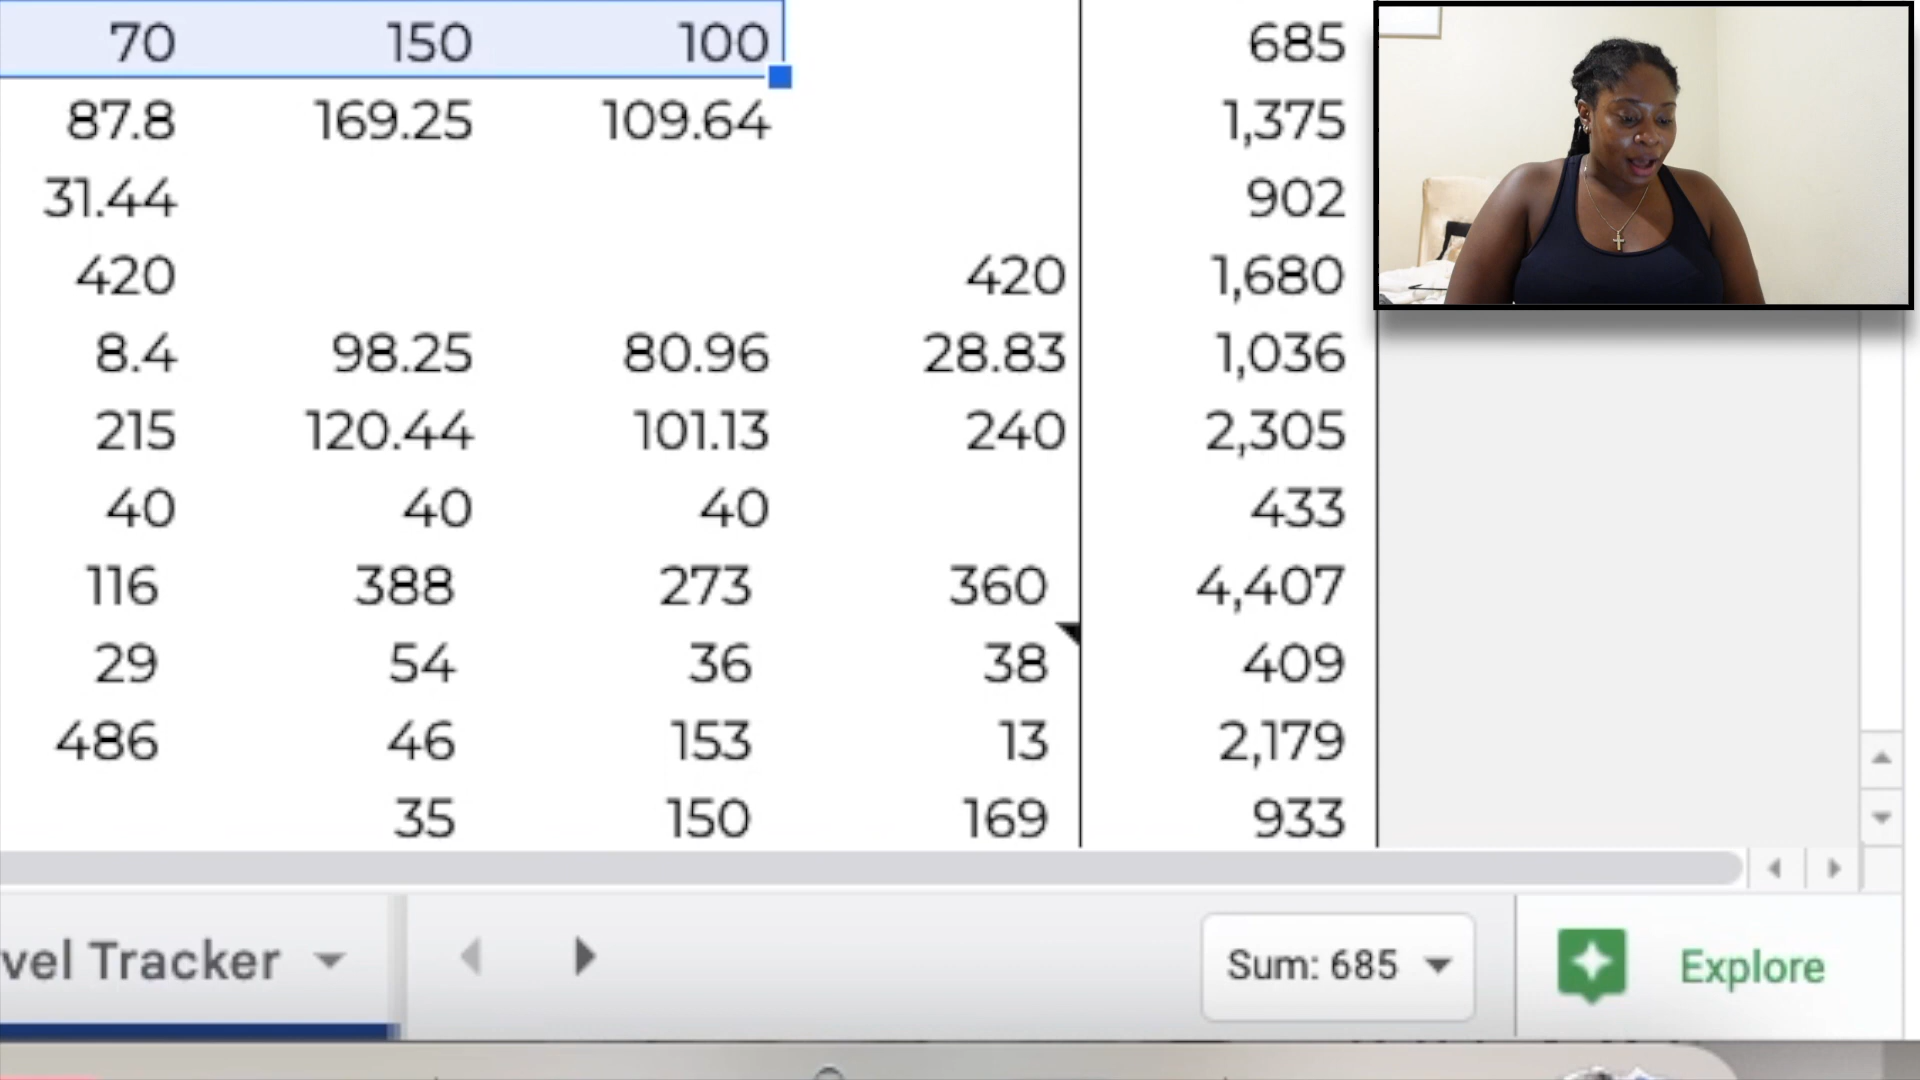 70 150 100 685
87.8 169.25 109.64 1,375
31.44 902
420 420 1,680
8.4 98.25 80.96 28.83 1,036
215 120.44 101.13 240 2,305
40 40 40 433
116 388 273 360 4,407
29 54 36 38 409
486 46 153 13 2,179
35 150 169 933
vel Tracker Sum: 685 Explore